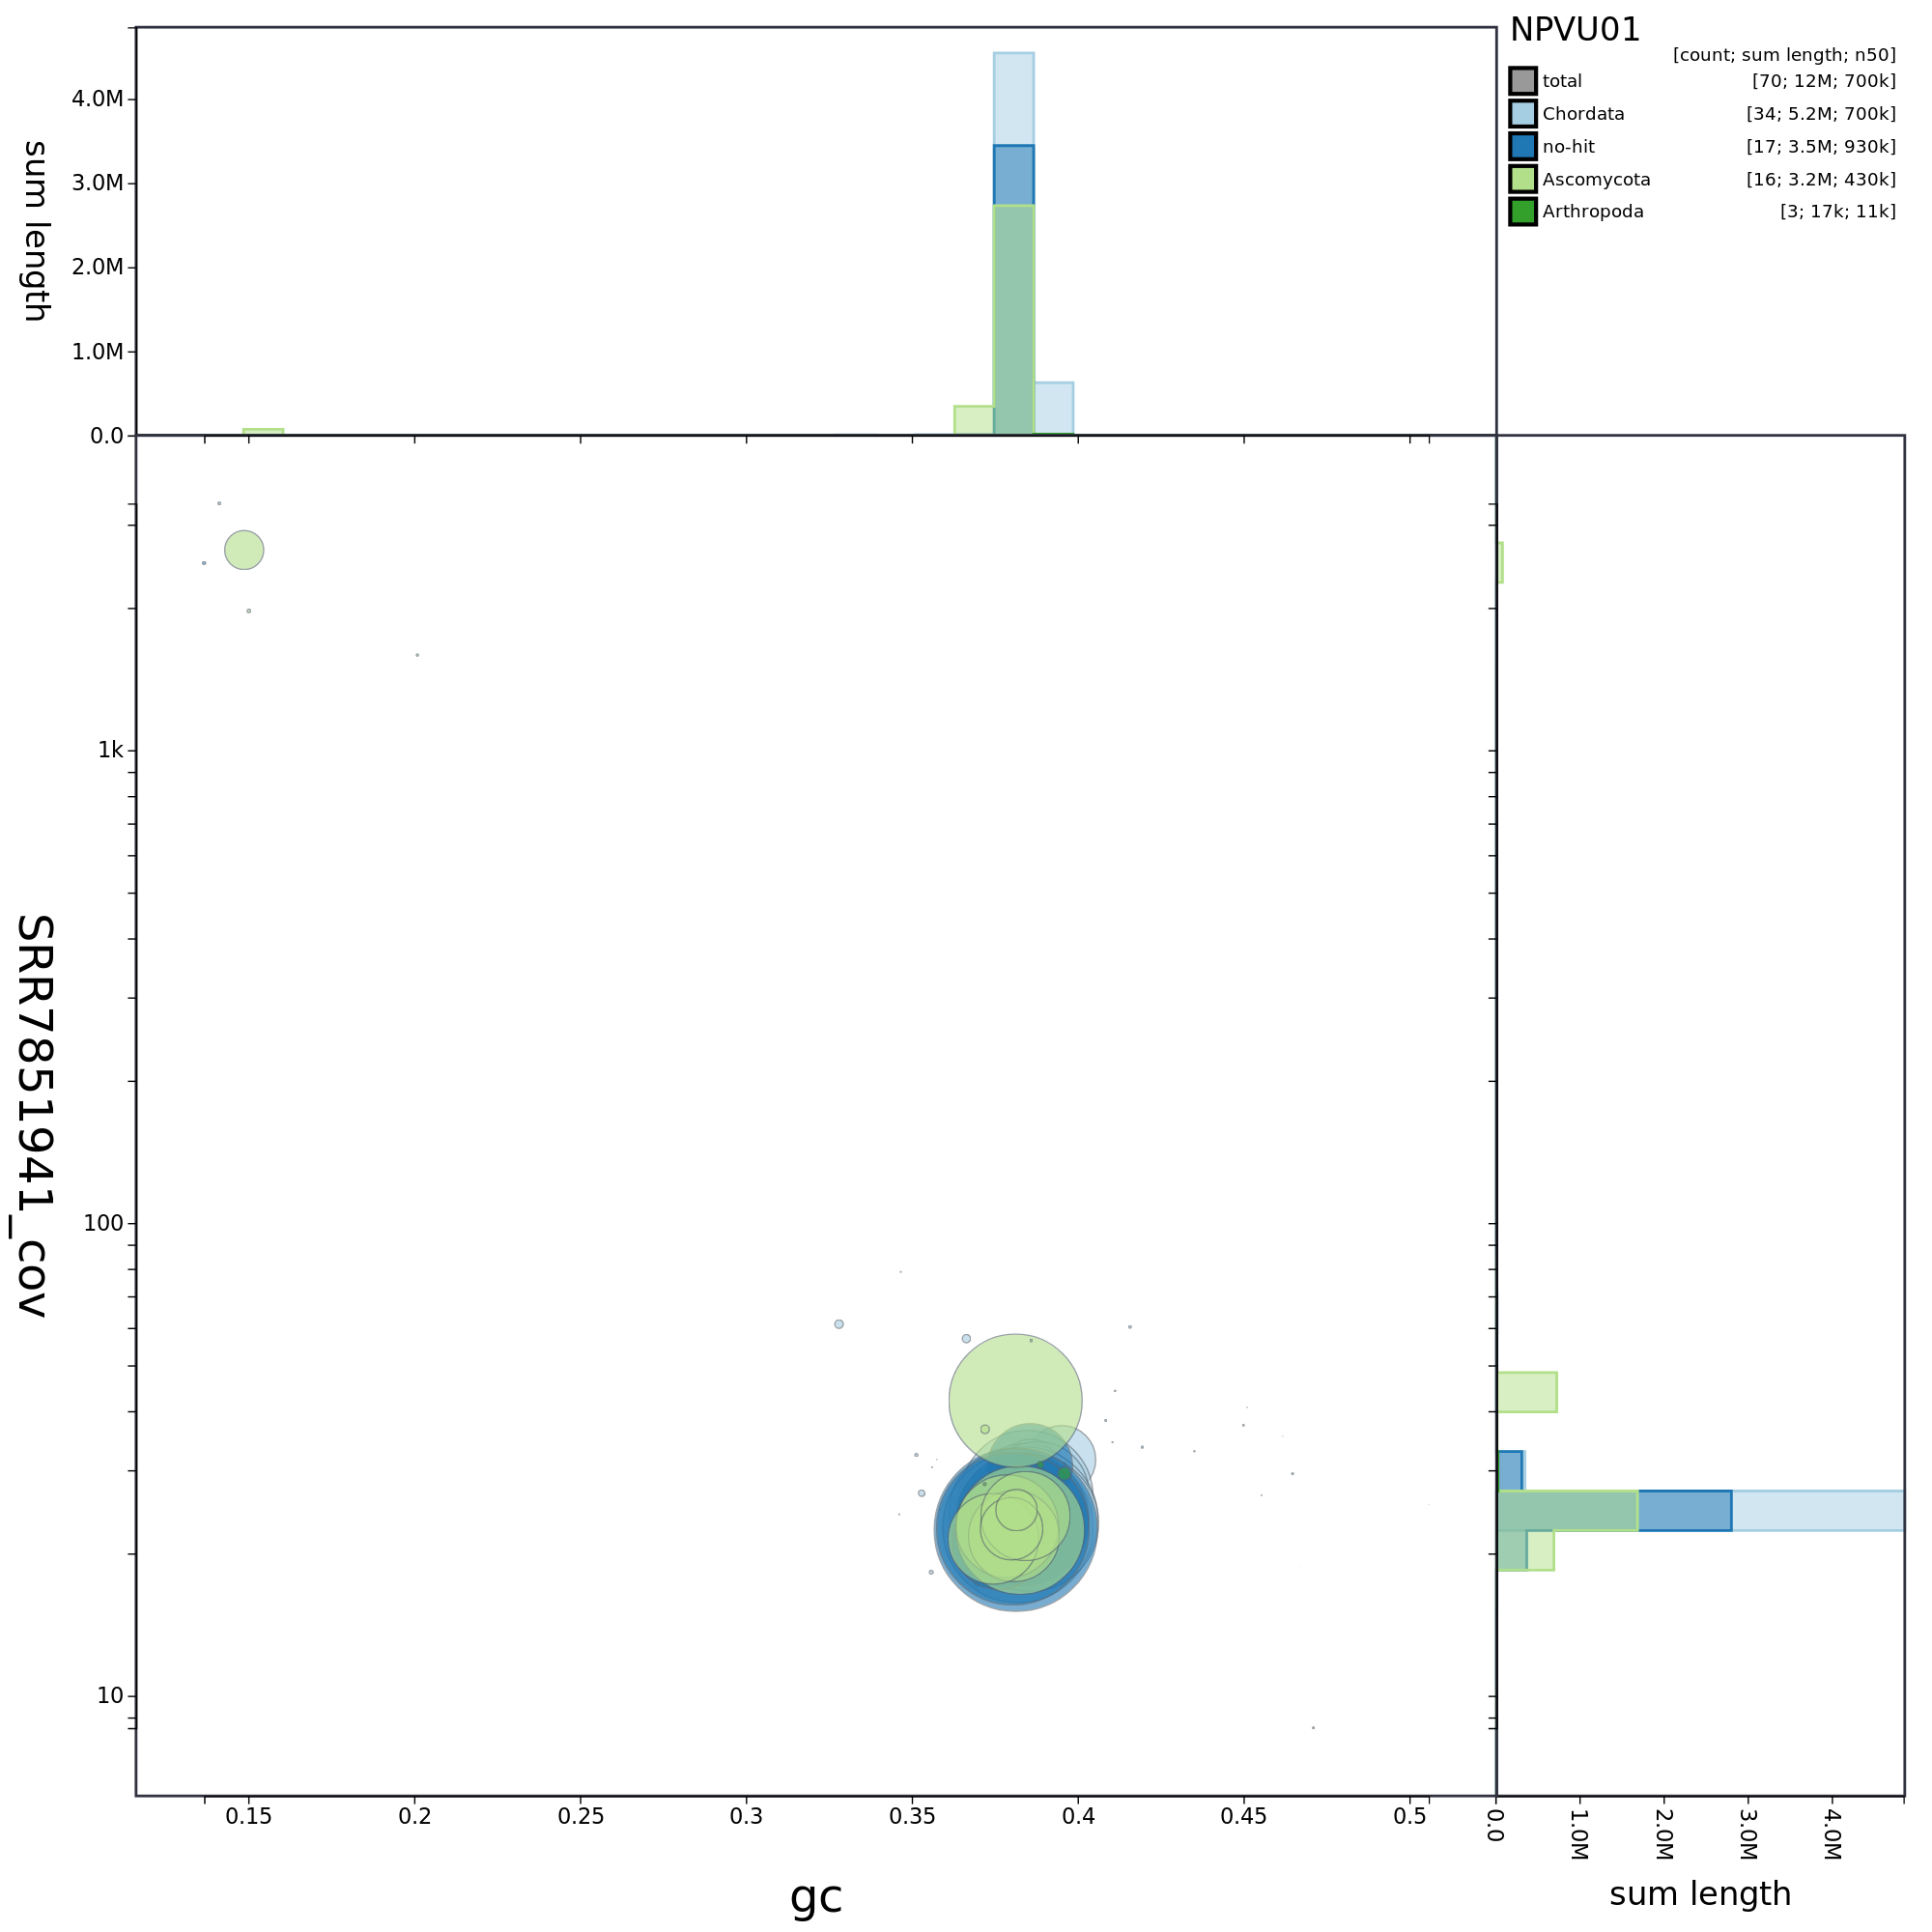 NPVU01
[count; sum length; n50]
total [70; 12M; 700k]
Chordata [34; 5.2M; 700k]
no-hit [17; 3.5M; 930k]
Ascomycota [16; 3.2M; 430k]
Arthropoda [3; 17k; 11k]
sum length
4.0M
3.0M
2.0M
1.0M
0.0
SRR7851941_cov
1k
100
10
0.15 0.2 0.25 0.3 0.35 0.4 0.45 0.5
gc
0.0 1.0M 2.0M 3.0M 4.0M
sum length